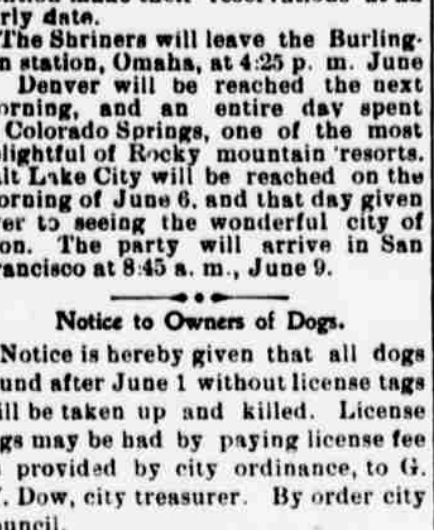 rly date.
The Shriners will leave the Burling-
n station, Omaha, at 4:25 p. m. June
Denver will be reached the next
orning, and an entire day spent
Colorado Springs, one of the most
lightful of Rocky mountain resorts.
lt Lake City will be reached on the
orning of June 6, and that day given
er to seeing the wonderful city of
on. The party will arrive in San
rancisco at 8:45 a. m., June 9.
Notice to Owners of Dogs.
Notice is hereby given that all dogs
und after June 1 without license tags
ill be taken up and killed. License
gs may be had by paying license fee
provided by city ordinance, to G.
. Dow, city treasurer. By order city
ouncil.